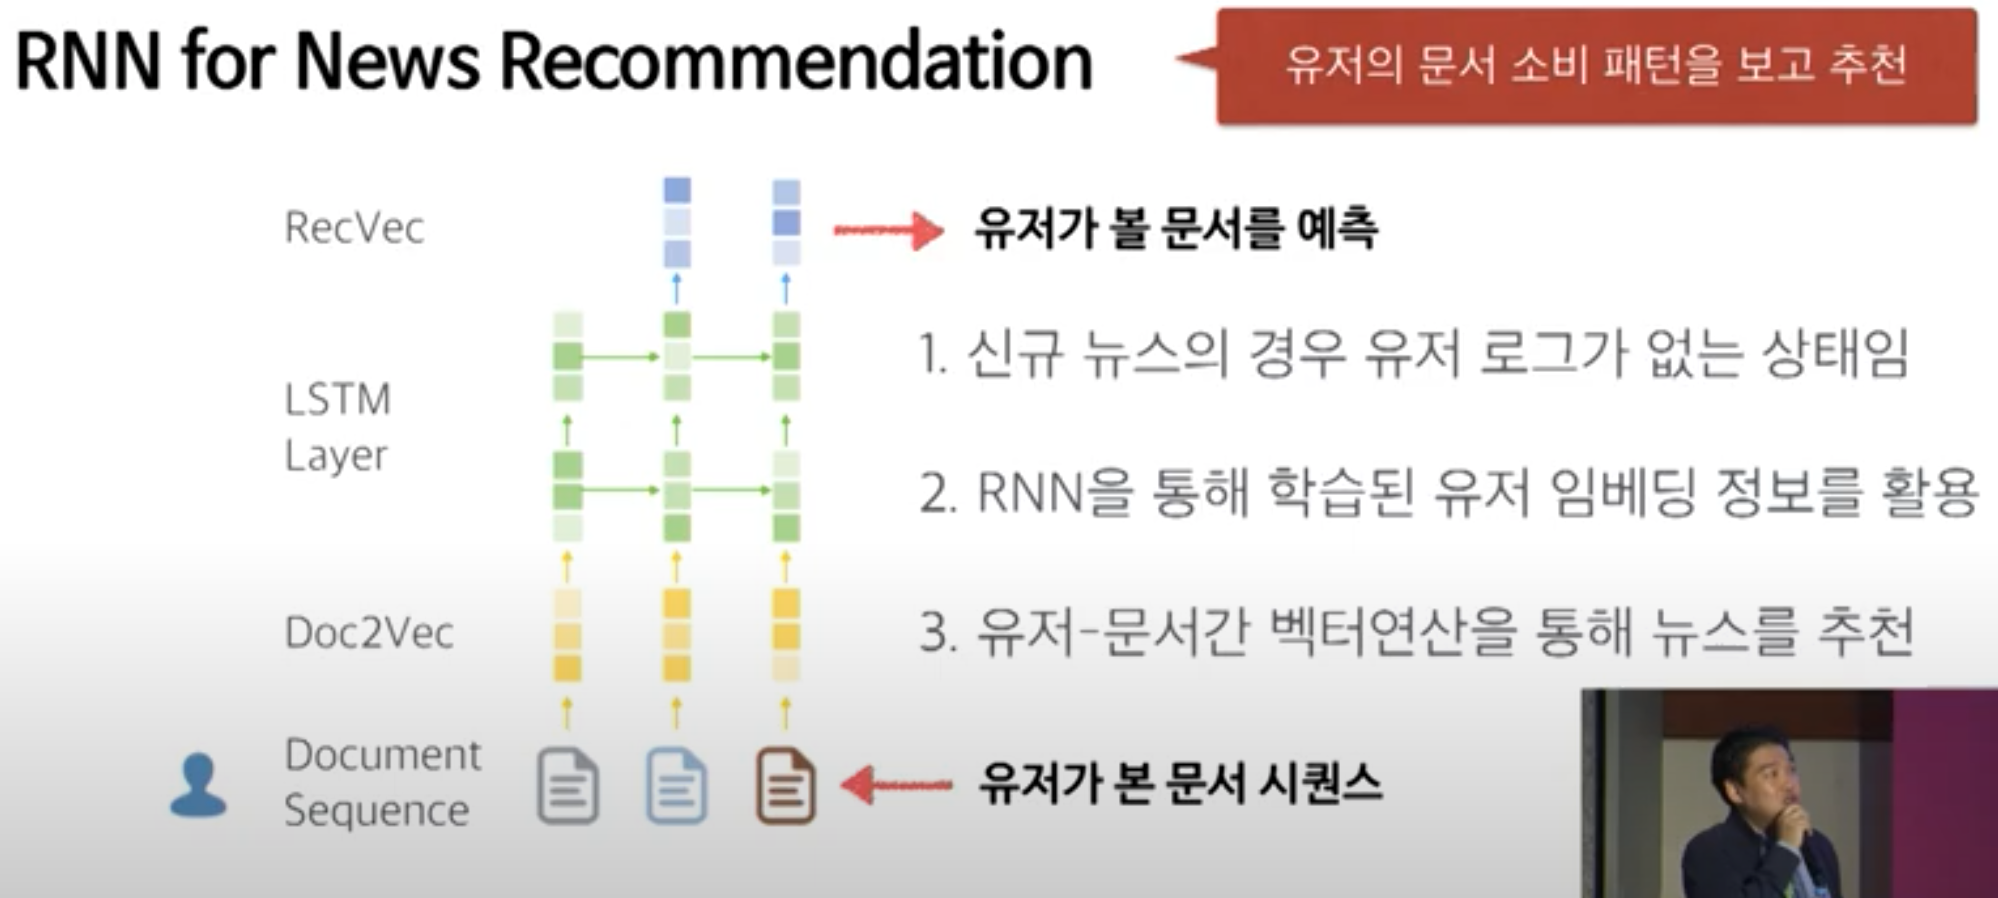 RNN for News Recommendation
유저의 문서 소비 패턴을 보고 추천
RecVec
유저가 볼 문서를 예측
1. 신규 뉴스의 경우 유저 로그가 없는 상태임
LSTM
Layer
2. RNN을 통해 학습된 유저 임베딩 정보를 활용
Doc2Vec
3. 유저-문서간 벡터연산을 통해 뉴스를 추천
Document
Sequence
유저가 본 문서 시퀀스